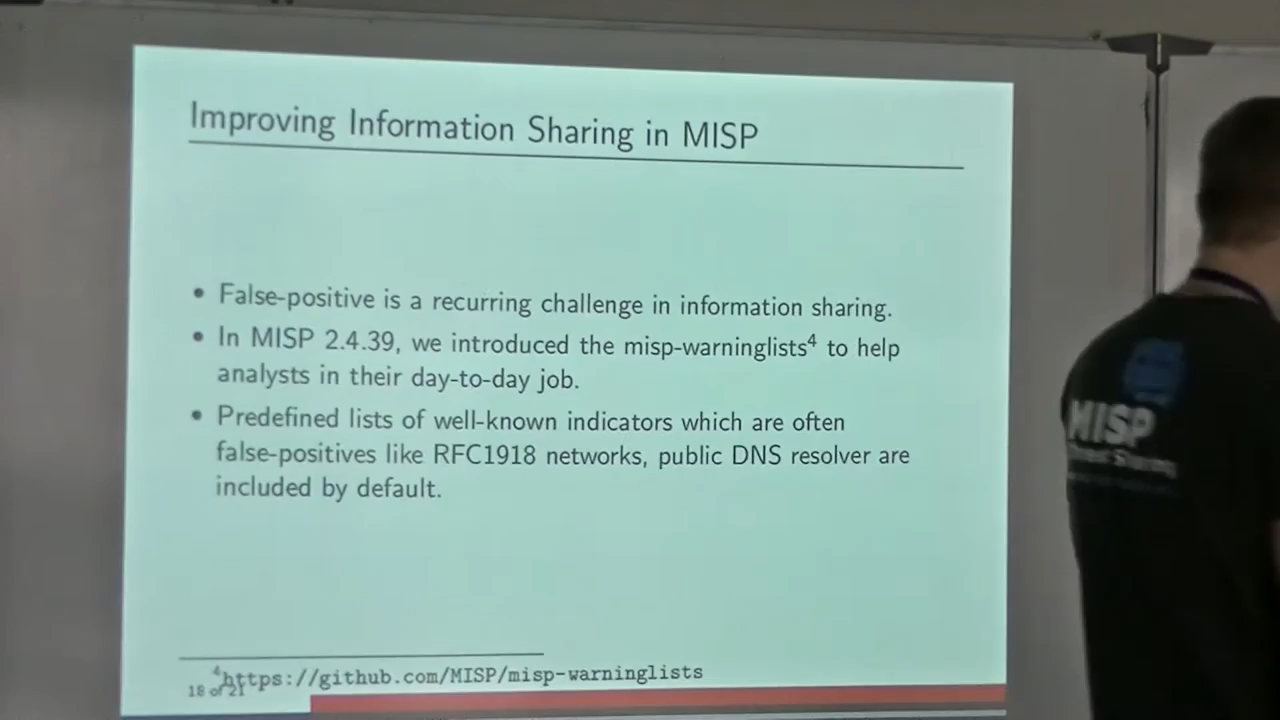 Improving Information Sharing in MISP
• False-positive is a recurring challenge in information sharing.
• In MISP 2.4.39, we introduced the misp-warninglists⁴ to help
analysts in their day-to-day job.
• Predefined lists of well-known indicators which are often
false-positives like RFC1918 networks, public DNS resolver are
included by default.
⁴https://github.com/MISP/misp-warninglists
18 of 21
MISP
Sharing